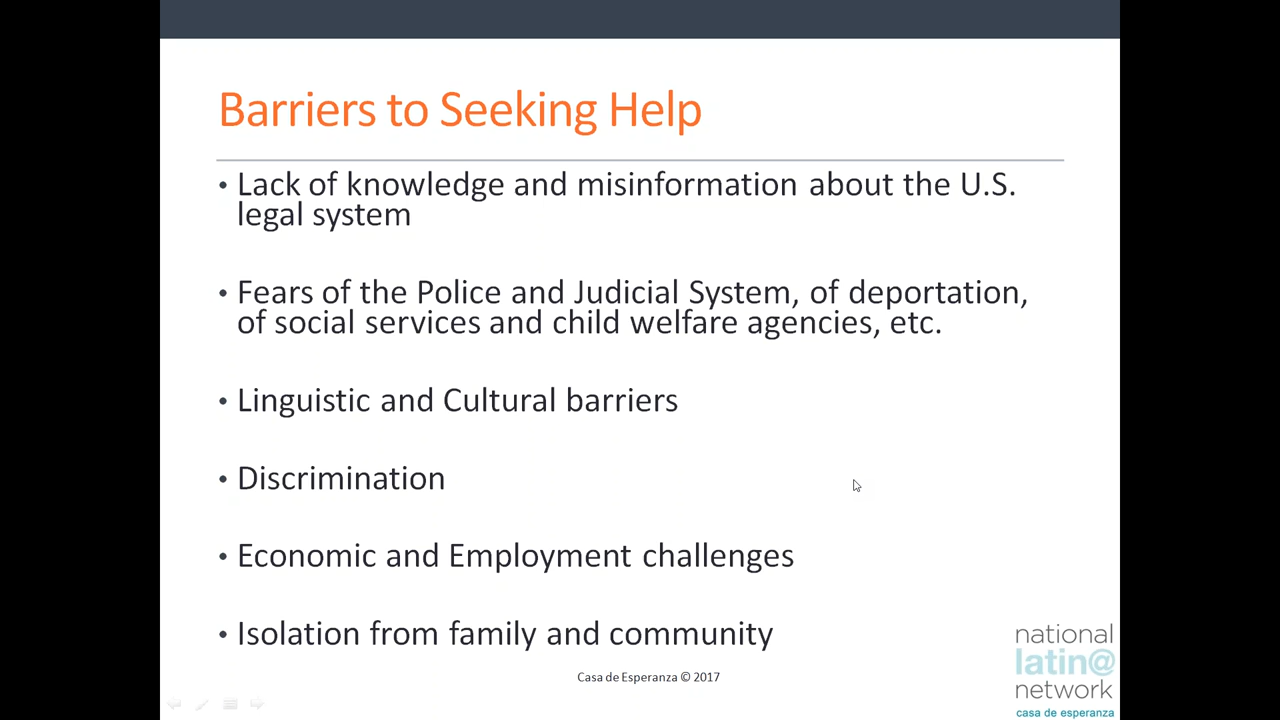 Barriers to Seeking Help
• Lack of knowledge and misinformation about the U.S.
legal system
• Fears of the Police and Judicial System, of deportation,
of social services and child welfare agencies, etc.
• Linguistic and Cultural barriers
• Discrimination
• Economic and Employment challenges
• Isolation from family and community
Casa de Esperanza © 2017
national
latin@
network
casa de esperanza